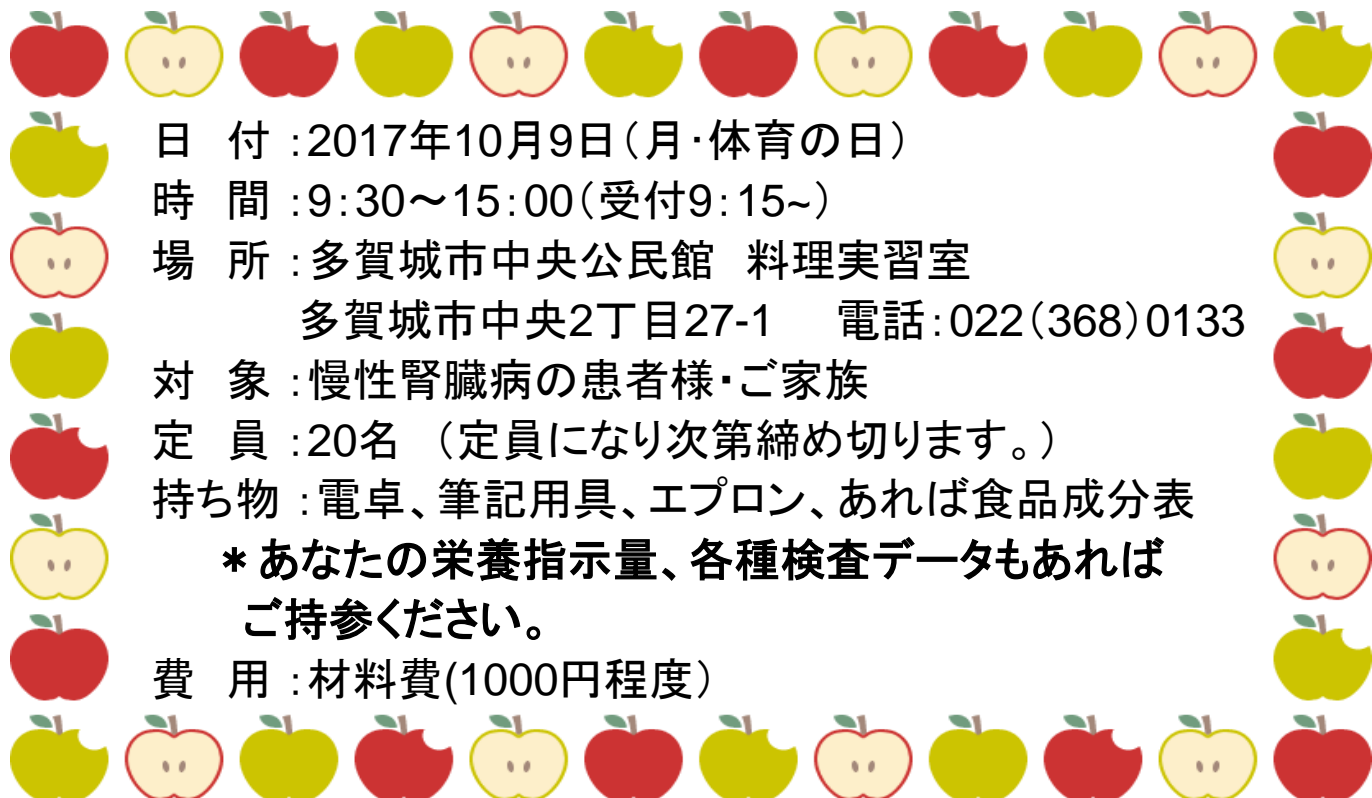 日　付：2017年10月9日（月・体育の日）
時　間：9：30～15：00（受付9：15~）
場　所：多賀城市中央公民館　料理実習室
多賀城市中央2丁目27-1　電話：022（368）0133
対　象：慢性腎臓病の患者様・ご家族
定　員：20名　（定員になり次第締め切ります。）
持ち物：電卓、筆記用具、エプロン、あれば食品成分表
＊あなたの栄養指示量、各種検査データもあれば
ご持参ください。
費　用：材料費(1000円程度）